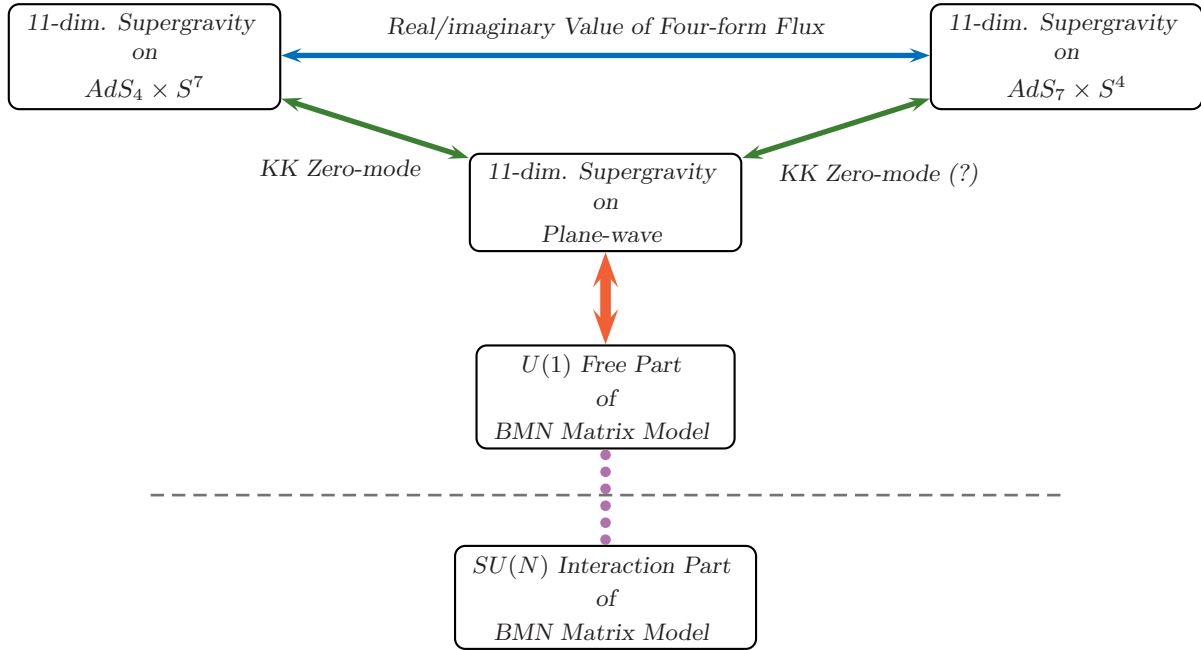 11-dim. Supergravity
on
AdS₄ × S⁷
Real/imaginary Value of Four-form Flux
11-dim. Supergravity
on
AdS₇ × S⁴
KK Zero-mode
KK Zero-mode (?)
11-dim. Supergravity
on
Plane-wave
U(1) Free Part
of
BMN Matrix Model
SU(N) Interaction Part
of
BMN Matrix Model